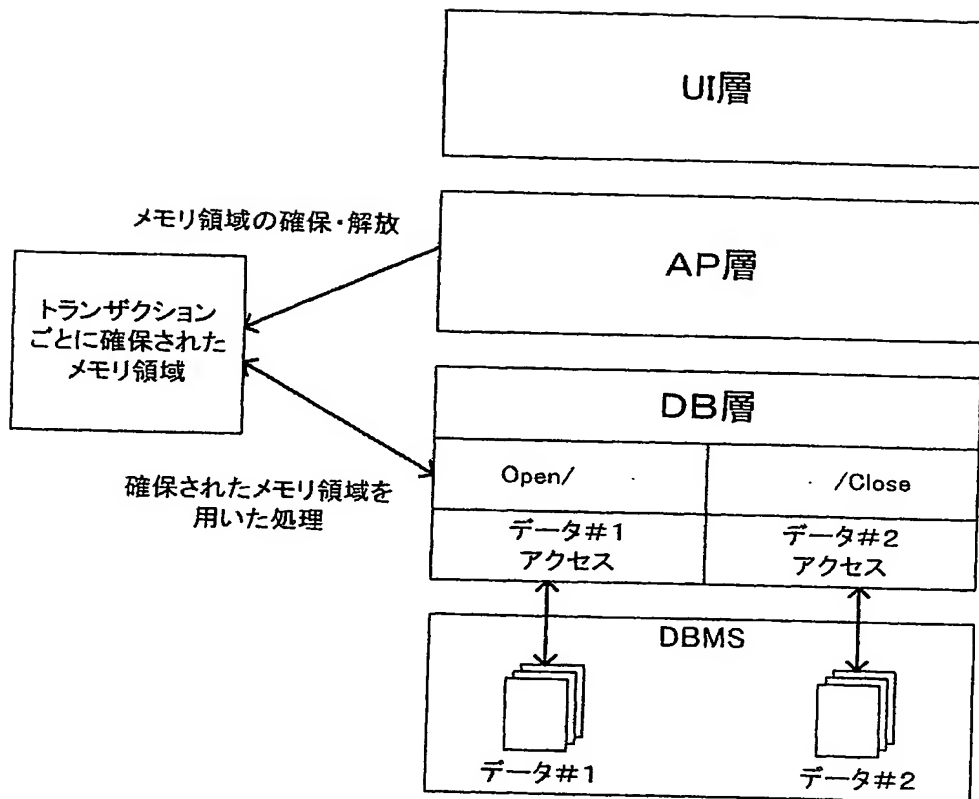 UI層
メモリ領域の確保・解放
AP層
トランザクション
ごとに確保された
メモリ領域
DB層
Open/
/Close
確保されたメモリ領域を
用いた処理
データ#1
アクセス
データ#2
アクセス
DBMS
データ#1
データ#2